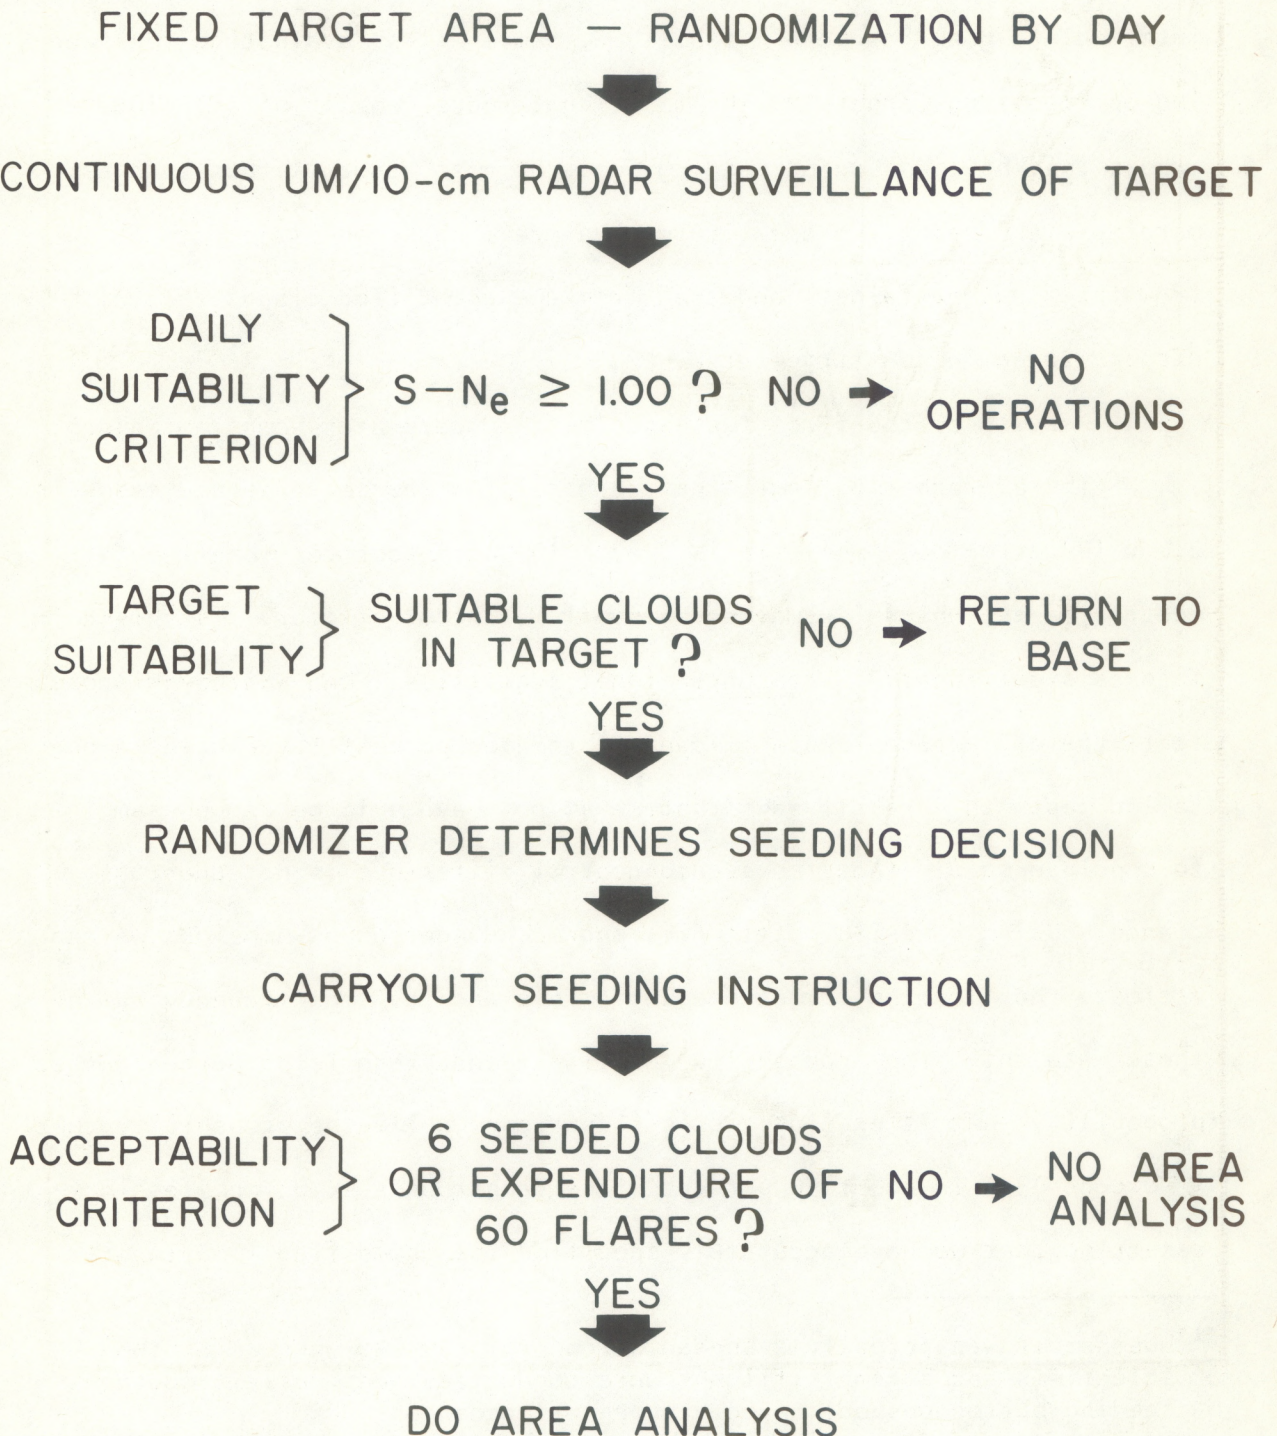 FIXED TARGET AREA — RANDOMIZATION BY DAY
CONTINUOUS UM/10-cm RADAR SURVEILLANCE OF TARGET
DAILY
SUITABILITY
CRITERION
S–Ne ≥ 1.00 ? NO
NO
OPERATIONS
YES
TARGET
SUITABILITY
SUITABLE CLOUDS
IN TARGET ?
NO
RETURN TO
BASE
YES
RANDOMIZER DETERMINES SEEDING DECISION
CARRYOUT SEEDING INSTRUCTION
ACCEPTABILITY
CRITERION
6 SEEDED CLOUDS
OR EXPENDITURE OF
60 FLARES ?
NO
NO AREA
ANALYSIS
YES
DO AREA ANALYSIS